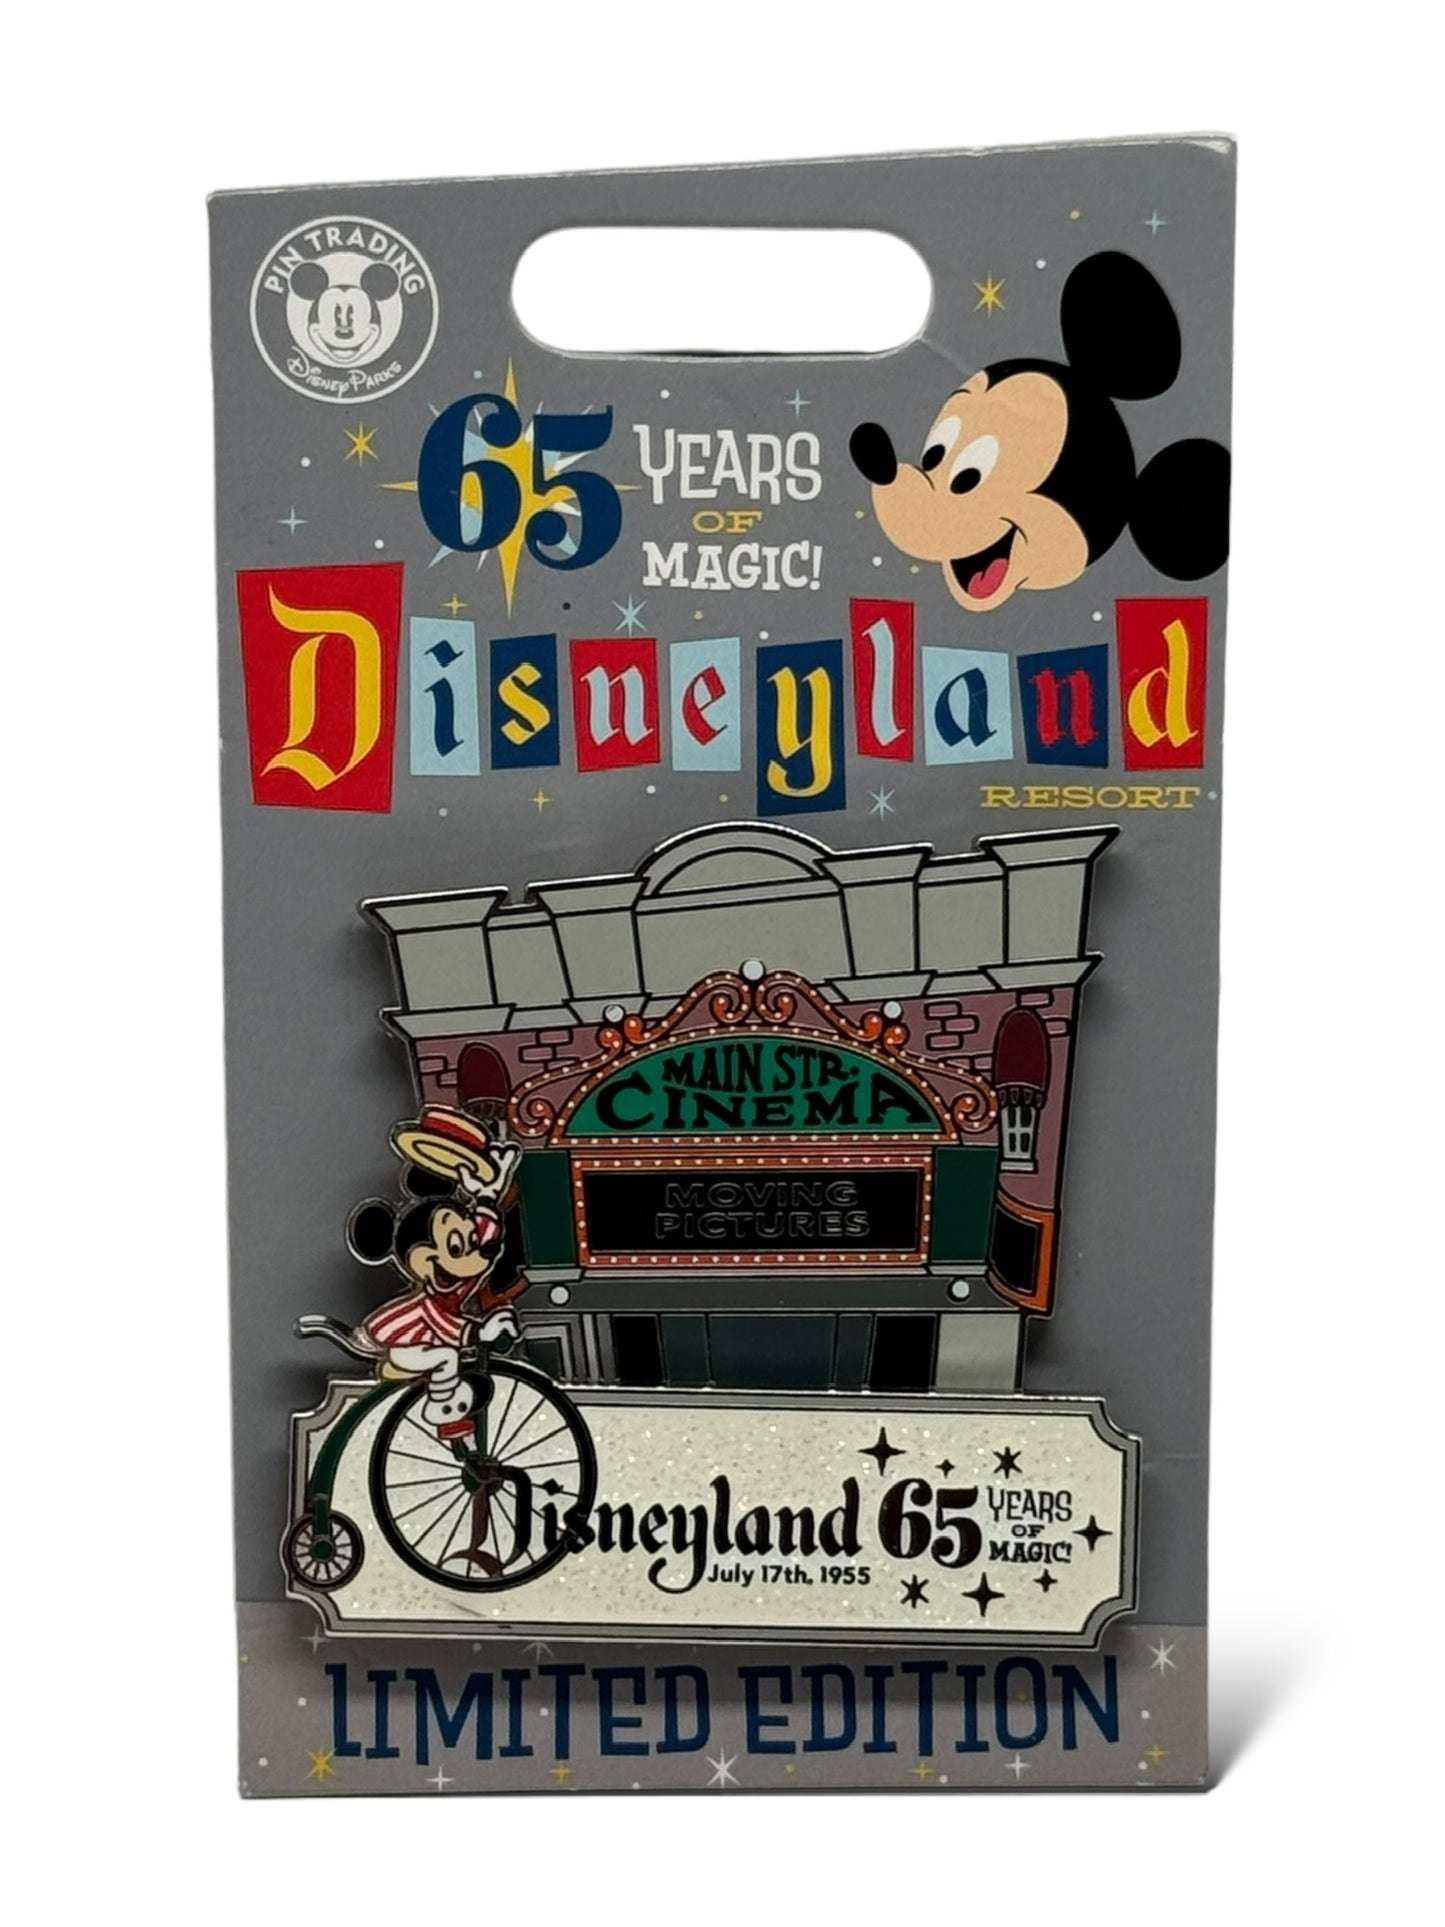 PIN TRADING
Disney Parks
65 YEARS
OF
MAGIC!
Disneyland
RESORT
MAIN STR.
CINEMA
MOVING
PICTURES
Disneyland 65 YEARS
OF
MAGIC!
July 17th, 1955
LIMITED EDITION